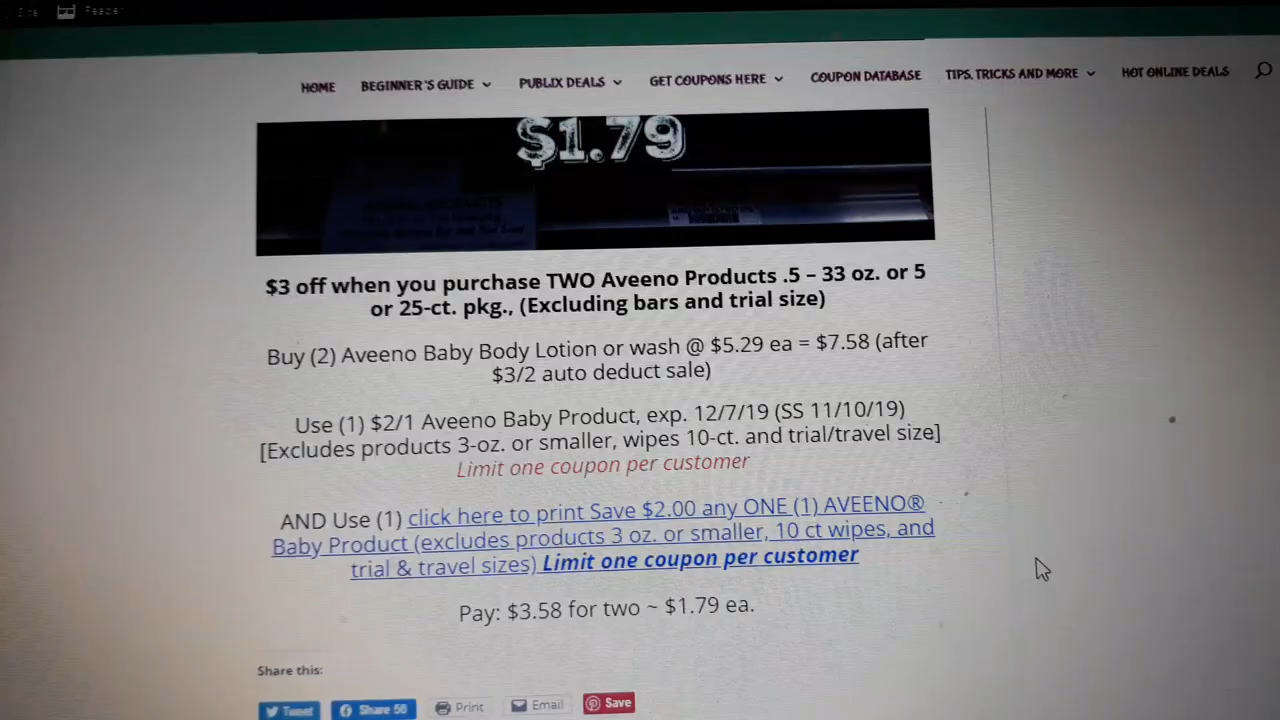 HOME BEGINNER'S GUIDE PUBLIX DEALS GET COUPONS HERE COUPON DATABASE TIPS, TRICKS AND MORE HOT ONLINE DEALS
$1.79
$3 off when you purchase TWO Aveeno Products .5 – 33 oz. or 5
or 25-ct. pkg., (Excluding bars and trial size)
Buy (2) Aveeno Baby Body Lotion or wash @ $5.29 ea = $7.58 (after
$3/2 auto deduct sale)
Use (1) $2/1 Aveeno Baby Product, exp. 12/7/19 (SS 11/10/19)
[Excludes products 3-oz. or smaller, wipes 10-ct. and trial/travel size]
Limit one coupon per customer
AND Use (1) click here to print Save $2.00 any ONE (1) AVEENO®
Baby Product (excludes products 3 oz. or smaller, 10 ct wipes, and
trial & travel sizes) Limit one coupon per customer
Pay: $3.58 for two ~ $1.79 ea.
Share this:
Tweet Share 50 Print Email Save